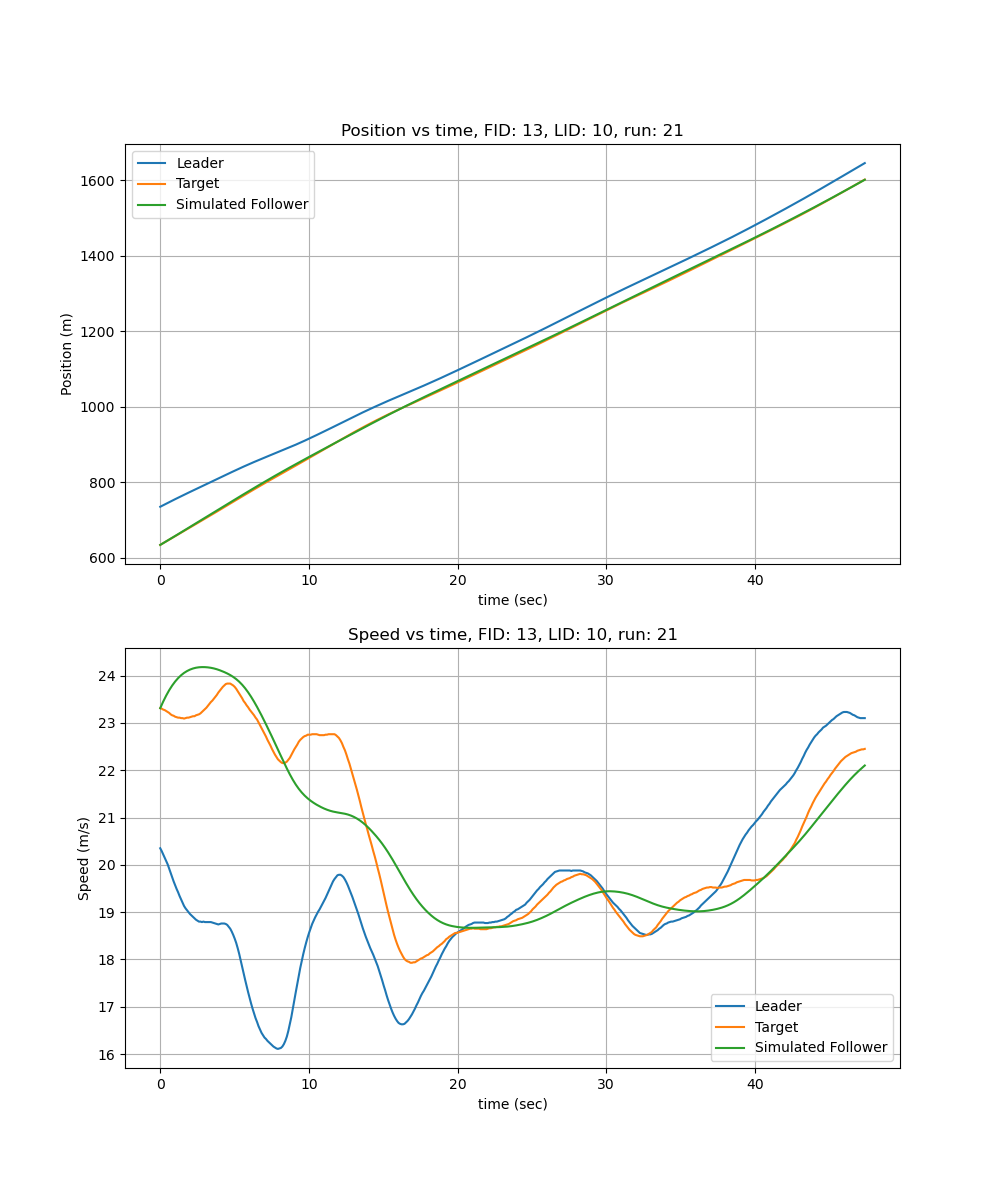 Position vs time, FID: 13, LID: 10, run: 21
Leader
Target
Simulated Follower
1600
1400
1200
1000
800
600
Position (m)
0 10 20 30 40
time (sec)
Speed vs time, FID: 13, LID: 10, run: 21
24
23
22
21
20
19
18
17
16
Speed (m/s)
Leader
Target
Simulated Follower
0 10 20 30 40
time (sec)